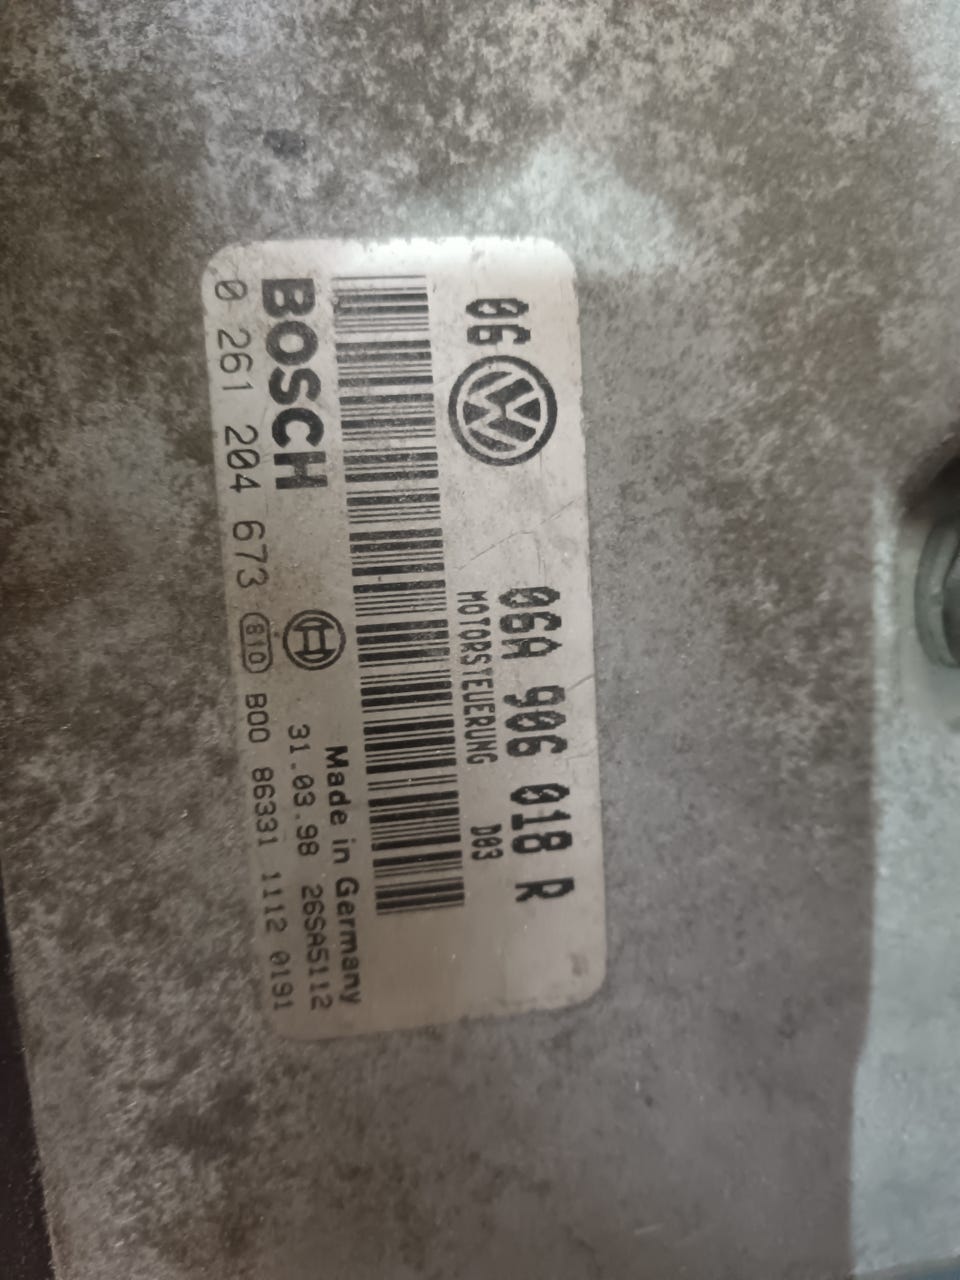 06
06A 906 018 R
MOTORSTEUERUNG D03
BOSCH
Made in Germany
31.03.98 26SA5112
0 261 204 673 810 B00 86331 1112 0191